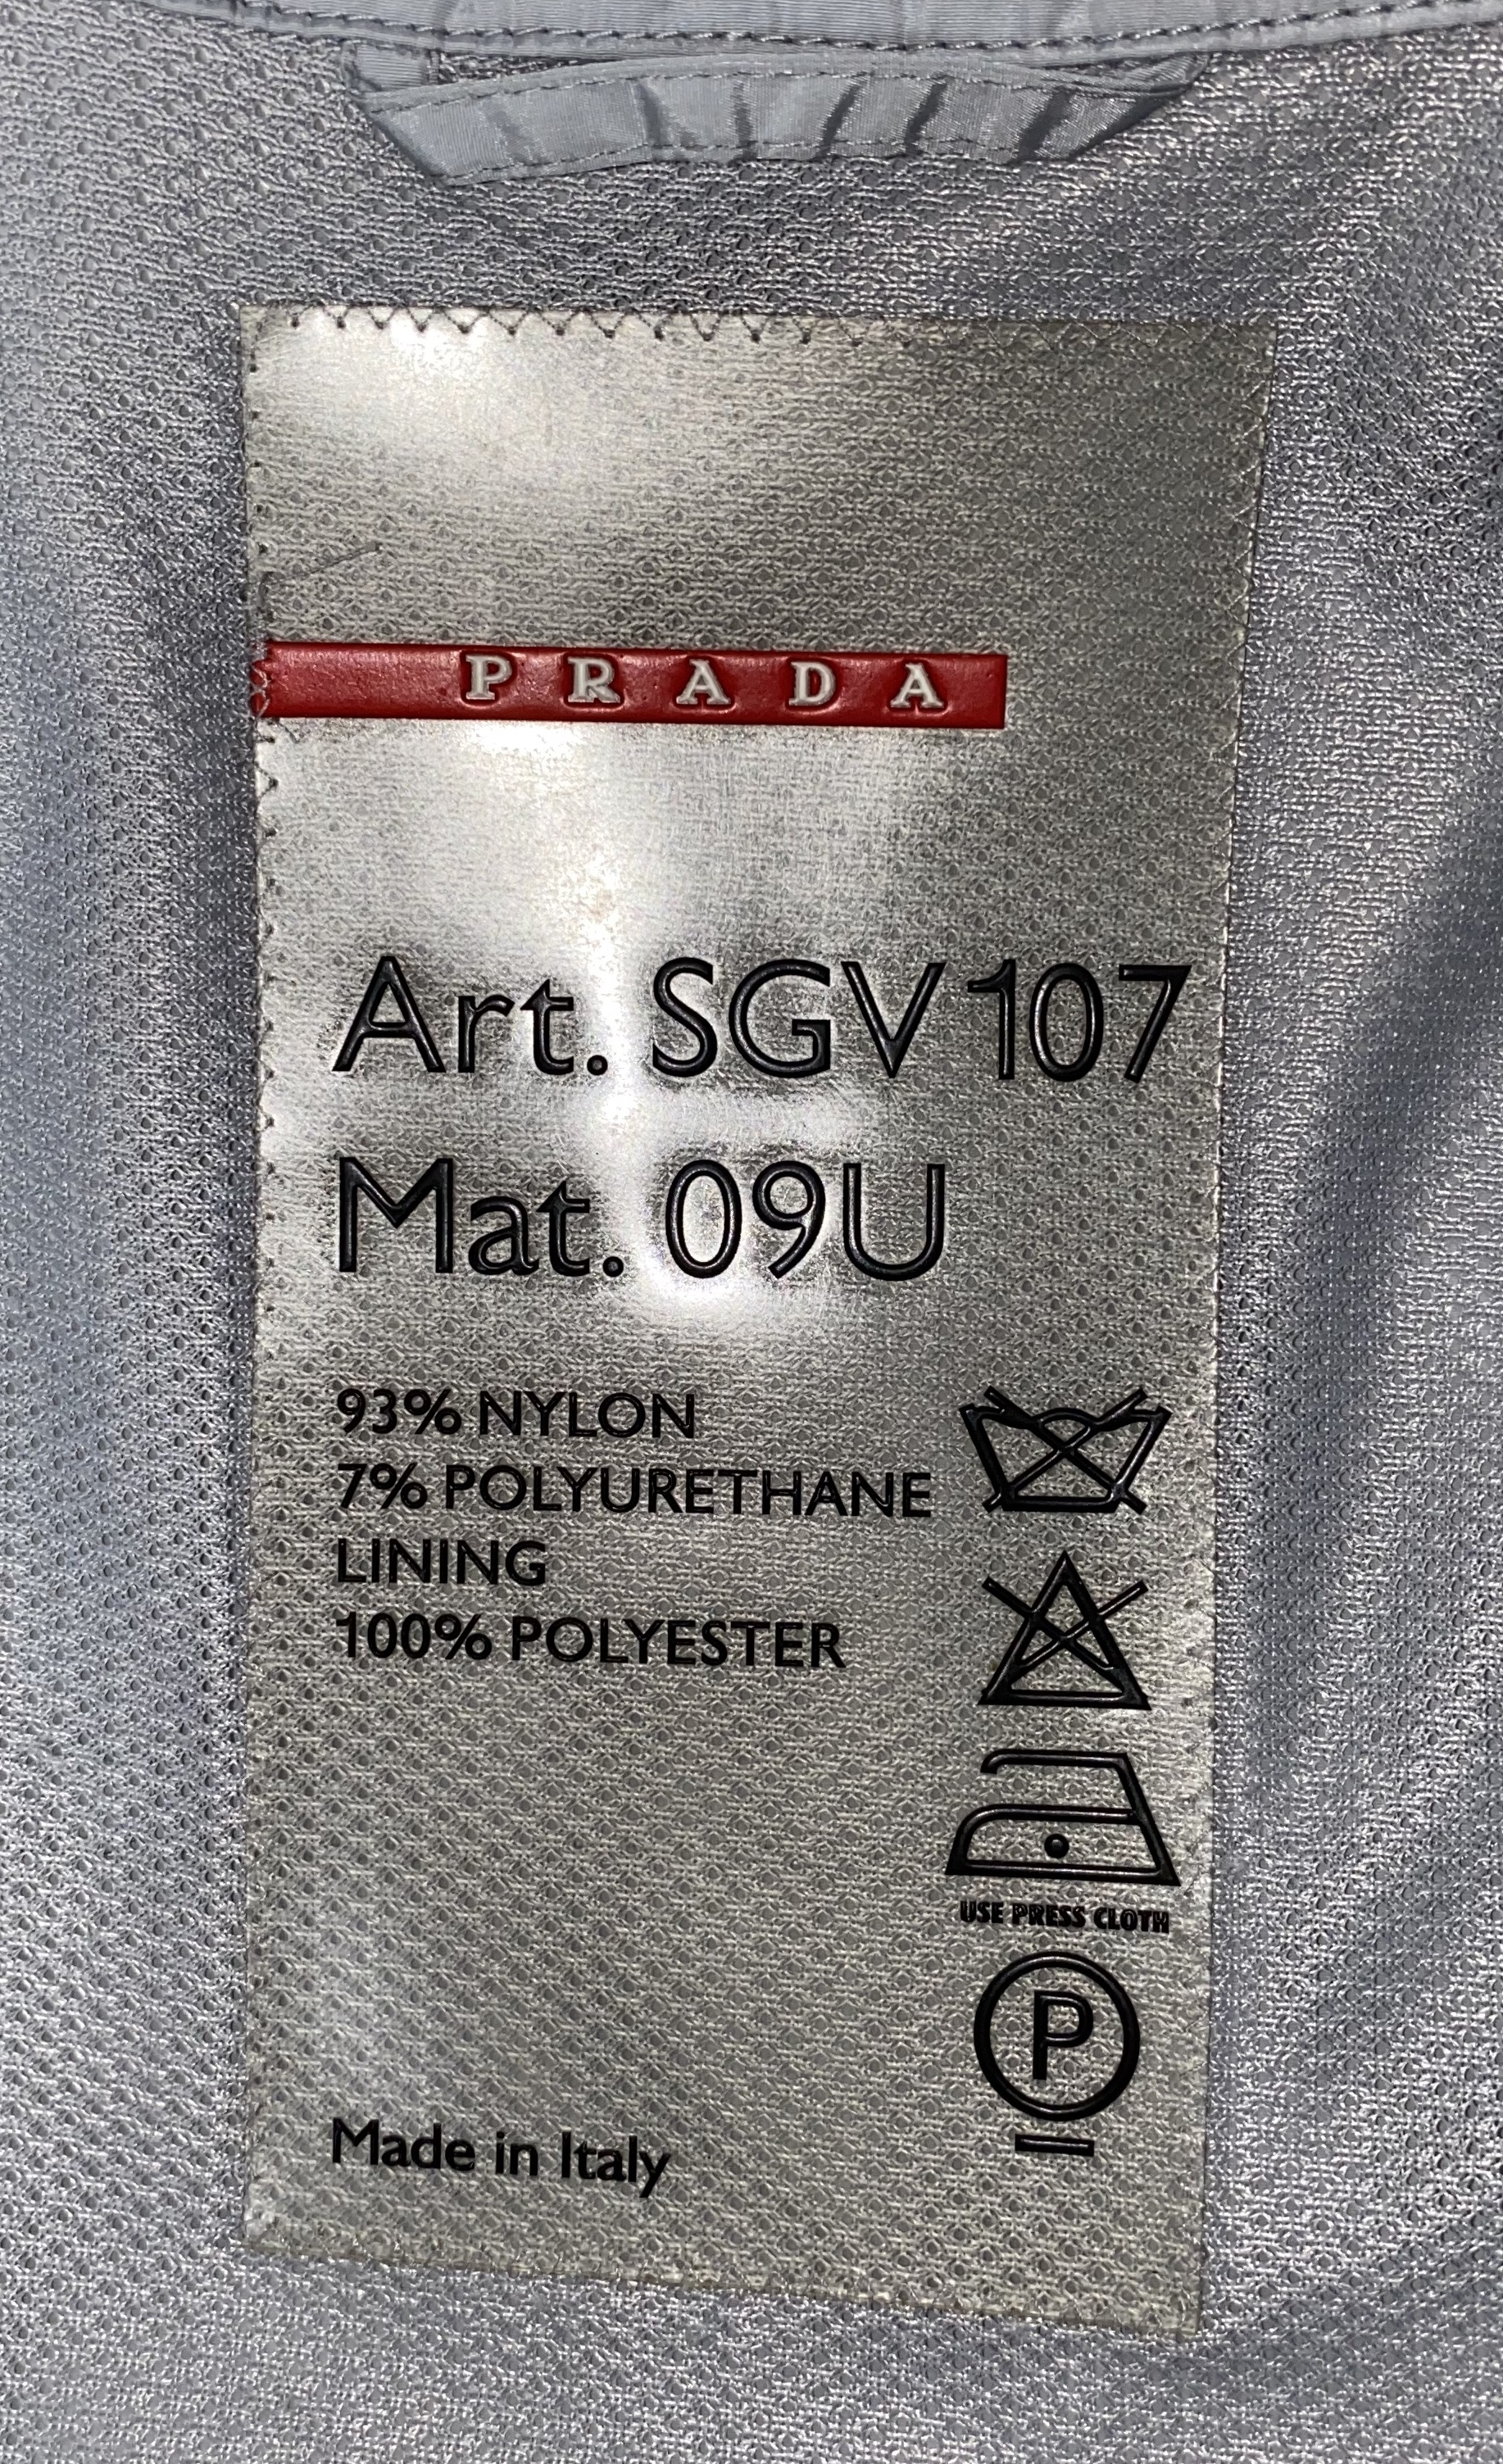 PRADA
Art. SGV 107
Mat. 09U
93% NYLON
7% POLYURETHANE
LINING
100% POLYESTER
USE PRESS CLOTH
P
Made in Italy